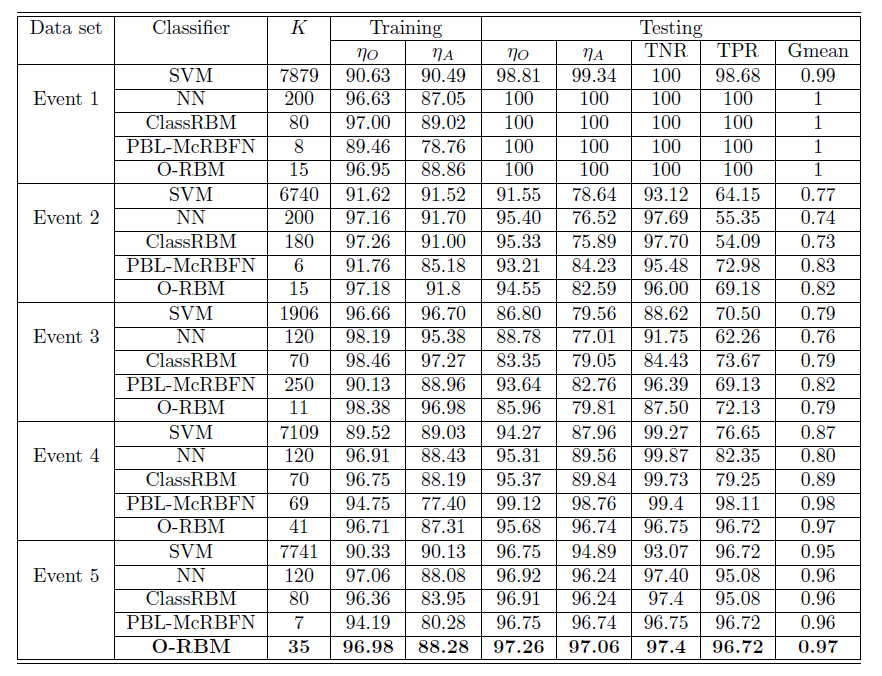 Data set Classifier K Training Testing
η_O η_A η_O η_A TNR TPR Gmean
SVM 7879 90.63 90.49 98.81 99.34 100 98.68 0.99
Event 1 NN 200 96.63 87.05 100 100 100 100 1
ClassRBM 80 97.00 89.02 100 100 100 100 1
PBL-McRBFN 8 89.46 78.76 100 100 100 100 1
O-RBM 15 96.95 88.86 100 100 100 100 1
SVM 6740 91.62 91.52 91.55 78.64 93.12 64.15 0.77
Event 2 NN 200 97.16 91.70 95.40 76.52 97.69 55.35 0.74
ClassRBM 180 97.26 91.00 95.33 75.89 97.70 54.09 0.73
PBL-McRBFN 6 91.76 85.18 93.21 84.23 95.48 72.98 0.83
O-RBM 15 97.18 91.8 94.55 82.59 96.00 69.18 0.82
SVM 1906 96.66 96.70 86.80 79.56 88.62 70.50 0.79
Event 3 NN 120 98.19 95.38 88.78 77.01 91.75 62.26 0.76
ClassRBM 70 98.46 97.27 83.35 79.05 84.43 73.67 0.79
PBL-McRBFN 250 90.13 88.96 93.64 82.76 96.39 69.13 0.82
O-RBM 11 98.38 96.98 85.96 79.81 87.50 72.13 0.79
SVM 7109 89.52 89.03 94.27 87.96 99.27 76.65 0.87
Event 4 NN 120 96.91 88.43 95.31 89.56 99.87 82.35 0.80
ClassRBM 70 96.75 88.19 95.37 89.84 99.73 79.25 0.89
PBL-McRBFN 69 94.75 77.40 99.12 98.76 99.4 98.11 0.98
O-RBM 41 96.71 87.31 95.68 96.74 96.75 96.72 0.97
SVM 7741 90.33 90.13 96.75 94.89 93.07 96.72 0.95
Event 5 NN 120 97.06 88.08 96.92 96.24 97.40 95.08 0.96
ClassRBM 80 96.36 83.95 96.91 96.24 97.4 95.08 0.96
PBL-McRBFN 7 94.19 80.28 96.75 96.74 96.75 96.72 0.96
O-RBM 35 96.98 88.28 97.26 97.06 97.4 96.72 0.97